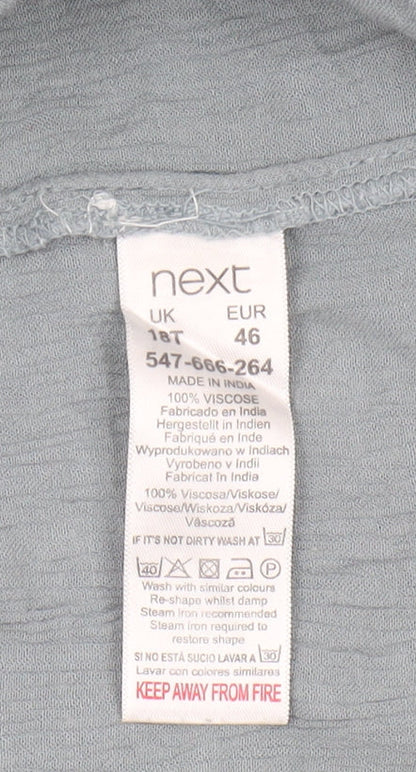 next
UK EUR
18T 46
547-666-264
MADE IN INDIA
100% VISCOSE
Fabricado en India
Hergestellt in Indien
Fabriqué en Inde
Wyprodukowano w Indiach
Vyrobeno v Indii
Fabricat în India
100% Viscosa/Viskose/
Viscose/Wiskoza/Viskóza/
Vâscoză
IF IT'S NOT DIRTY WASH AT 30
40 P
Wash with similar colours
Re-shape whilst damp
Steam Iron recommended
Steam iron required to
restore shape
SI NO ESTÁ SUCIO LAVAR A 30
Lavar con colores similares
KEEP AWAY FROM FIRE